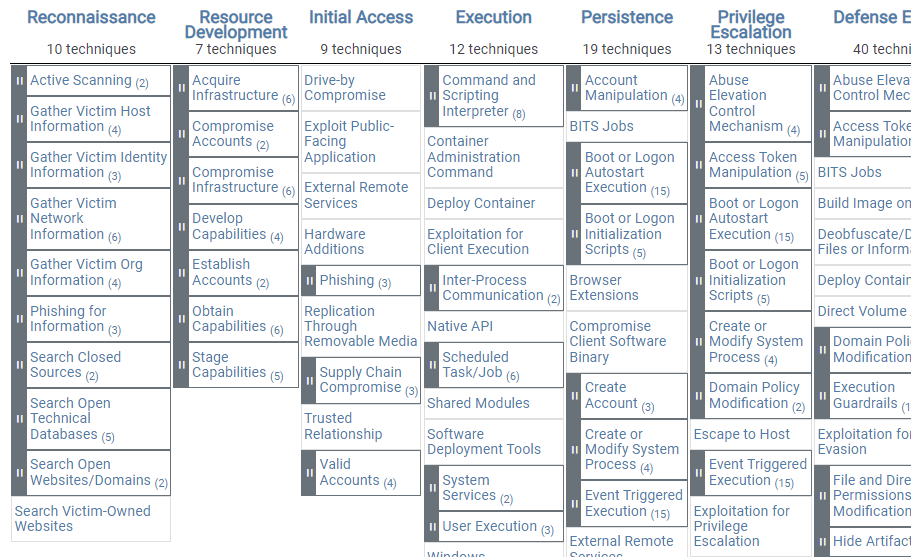 Reconnaissance
10 techniques
Active Scanning (2)
Gather Victim Host
Information (4)
Gather Victim Identity
Information (3)
Gather Victim
Network
Information (6)
Gather Victim Org
Information (4)
Phishing for
Information (3)
Search Closed
Sources (2)
Search Open
Technical
Databases (5)
Search Open
Websites/Domains (2)
Search Victim-Owned
Websites
Resource
Development
7 techniques
Acquire
Infrastructure (6)
Compromise
Accounts (2)
Compromise
Infrastructure (6)
Develop
Capabilities (4)
Establish
Accounts (2)
Obtain
Capabilities (6)
Stage
Capabilities (5)
Initial Access
9 techniques
Drive-by
Compromise
Exploit Public-
Facing
Application
External Remote
Services
Hardware
Additions
Phishing (3)
Replication
Through
Removable Media
Supply Chain
Compromise (3)
Trusted
Relationship
Valid
Accounts (4)
Execution
12 techniques
Command and
Scripting
Interpreter (8)
Container
Administration
Command
Deploy Container
Exploitation for
Client Execution
Inter-Process
Communication (2)
Native API
Scheduled
Task/Job (6)
Shared Modules
Software
Deployment Tools
System
Services (2)
User Execution (3)
Windows
Persistence
19 techniques
Account
Manipulation (4)
BITS Jobs
Boot or Logon
Autostart
Execution (15)
Boot or Logon
Initialization
Scripts (5)
Browser
Extensions
Compromise
Client Software
Binary
Create
Account (3)
Create or
Modify System
Process (4)
Event Triggered
Execution (15)
External Remote
Services
Privilege
Escalation
13 techniques
Abuse
Elevation
Control
Mechanism (4)
Access Token
Manipulation (5)
Boot or Logon
Autostart
Execution (15)
Boot or Logon
Initialization
Scripts (5)
Create or
Modify System
Process (4)
Domain Policy
Modification (2)
Escape to Host
Event Triggered
Execution (15)
Exploitation for
Privilege
Escalation
Defense E
40 techni
Abuse Eleva
Control Mec
Access Toke
Manipulation
BITS Jobs
Build Image on
Deobfuscate/D
Files or Informa
Deploy Contain
Direct Volume
Domain Polic
Modification
Execution
Guardrails (1
Exploitation for
Evasion
File and Dire
Permissions
Modification
Hide Artifact